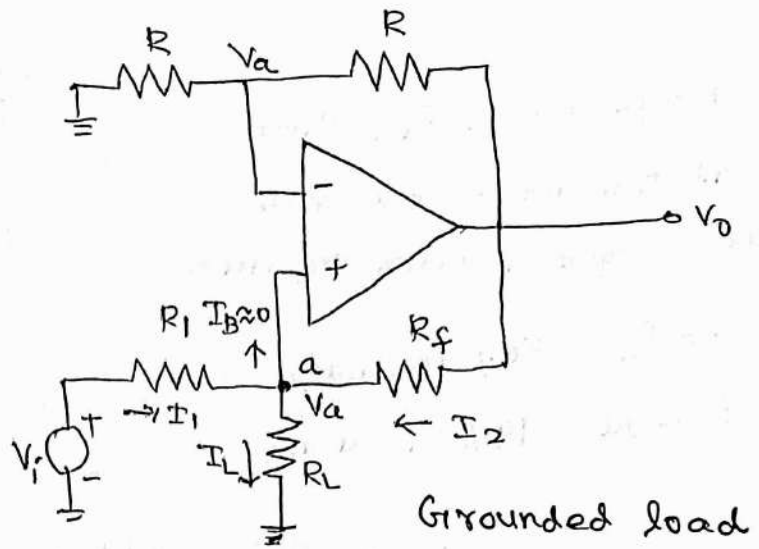 R
Va
R
-
+
Vo
R1 IB≈0
Rf
a
Va
→ I1
← I2
+
Vi
-
IL
RL
Grounded load